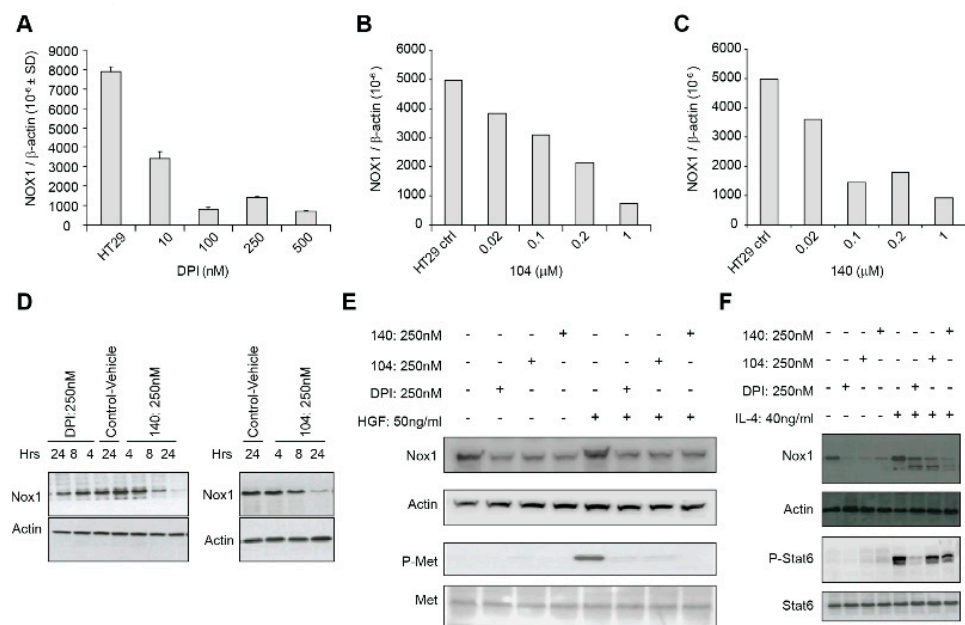 A
NOX1 / β-actin (10⁻⁶ ± SD)
9000
8000
7000
6000
5000
4000
3000
2000
1000
0
HT29
10
100
250
500
DPI (nM)
B
NOX1 / β-actin (10⁻⁶)
6000
5000
4000
3000
2000
1000
0
HT29 ctrl
0.02
0.1
0.2
1
104 (μM)
C
NOX1 / β-actin (10⁻⁶)
6000
5000
4000
3000
2000
1000
0
HT29 ctrl
0.02
0.1
0.2
1
140 (μM)
D
DPI:250nM
Control-Vehicle
140: 250nM
Hrs 24 8 4 24 4 8 24
Nox1
Actin
Control-Vehicle
104: 250nM
24 4 8 24
Nox1
Actin
E
140: 250nM - - - + - - - +
104: 250nM - - + - - - + -
DPI: 250nM - + - - - + - -
HGF: 50ng/ml - - - - + + + +
Nox1
Actin
P-Met
Met
F
140: 250nM - - - + - - - +
104: 250nM - - + - - - + -
DPI: 250nM - + - - - + - -
IL-4: 40ng/ml - - - - + + + +
Nox1
Actin
P-Stat6
Stat6